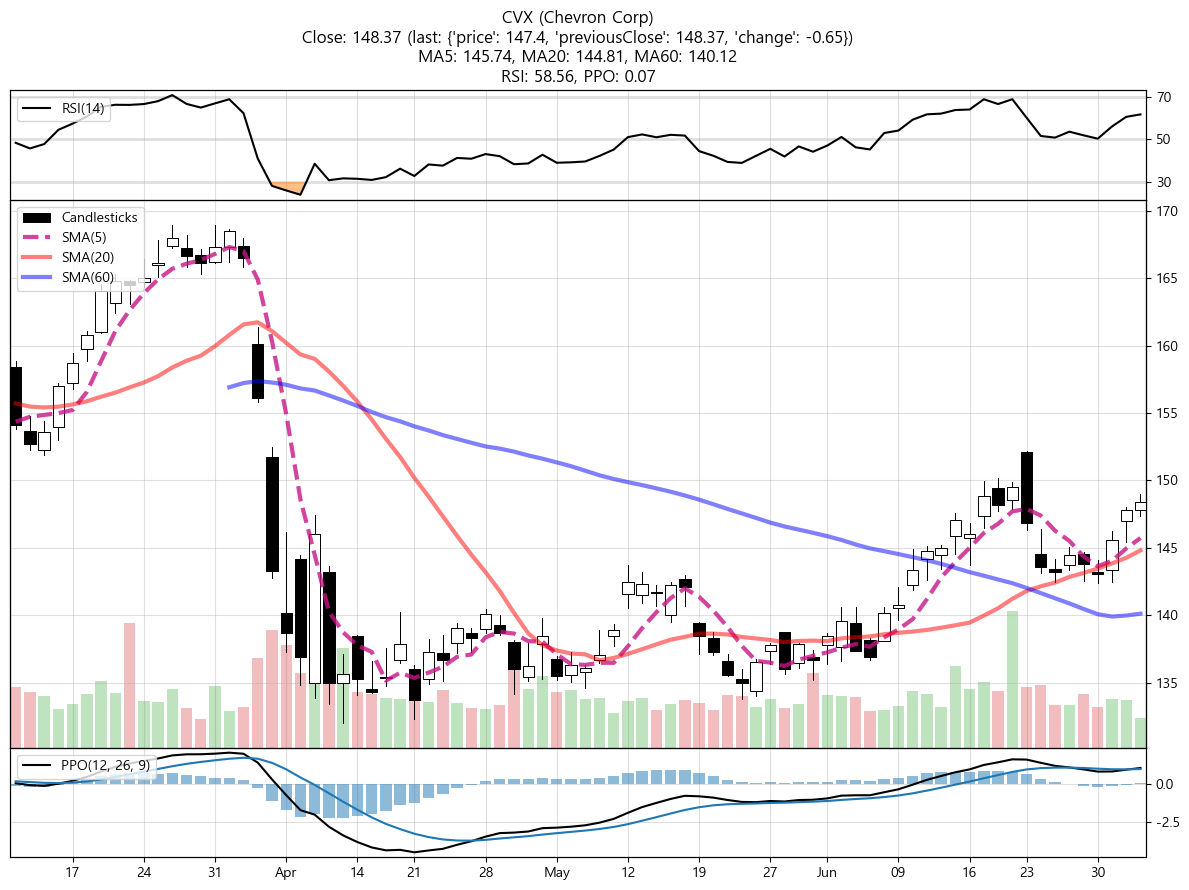 CVX (Chevron Corp)
Close: 148.37 (last: {'price': 147.4, 'previousClose': 148.37, 'change': -0.65})
MA5: 145.74, MA20: 144.81, MA60: 140.12
RSI: 58.56, PPO: 0.07
RSI(14)
70
50
30
Candlesticks
SMA(5)
SMA(20)
SMA(60)
170
165
160
155
150
145
140
135
PPO(12, 26, 9)
0.0
−2.5
17 24 31 Apr 14 21 28 May 12 19 27 Jun 09 16 23 30